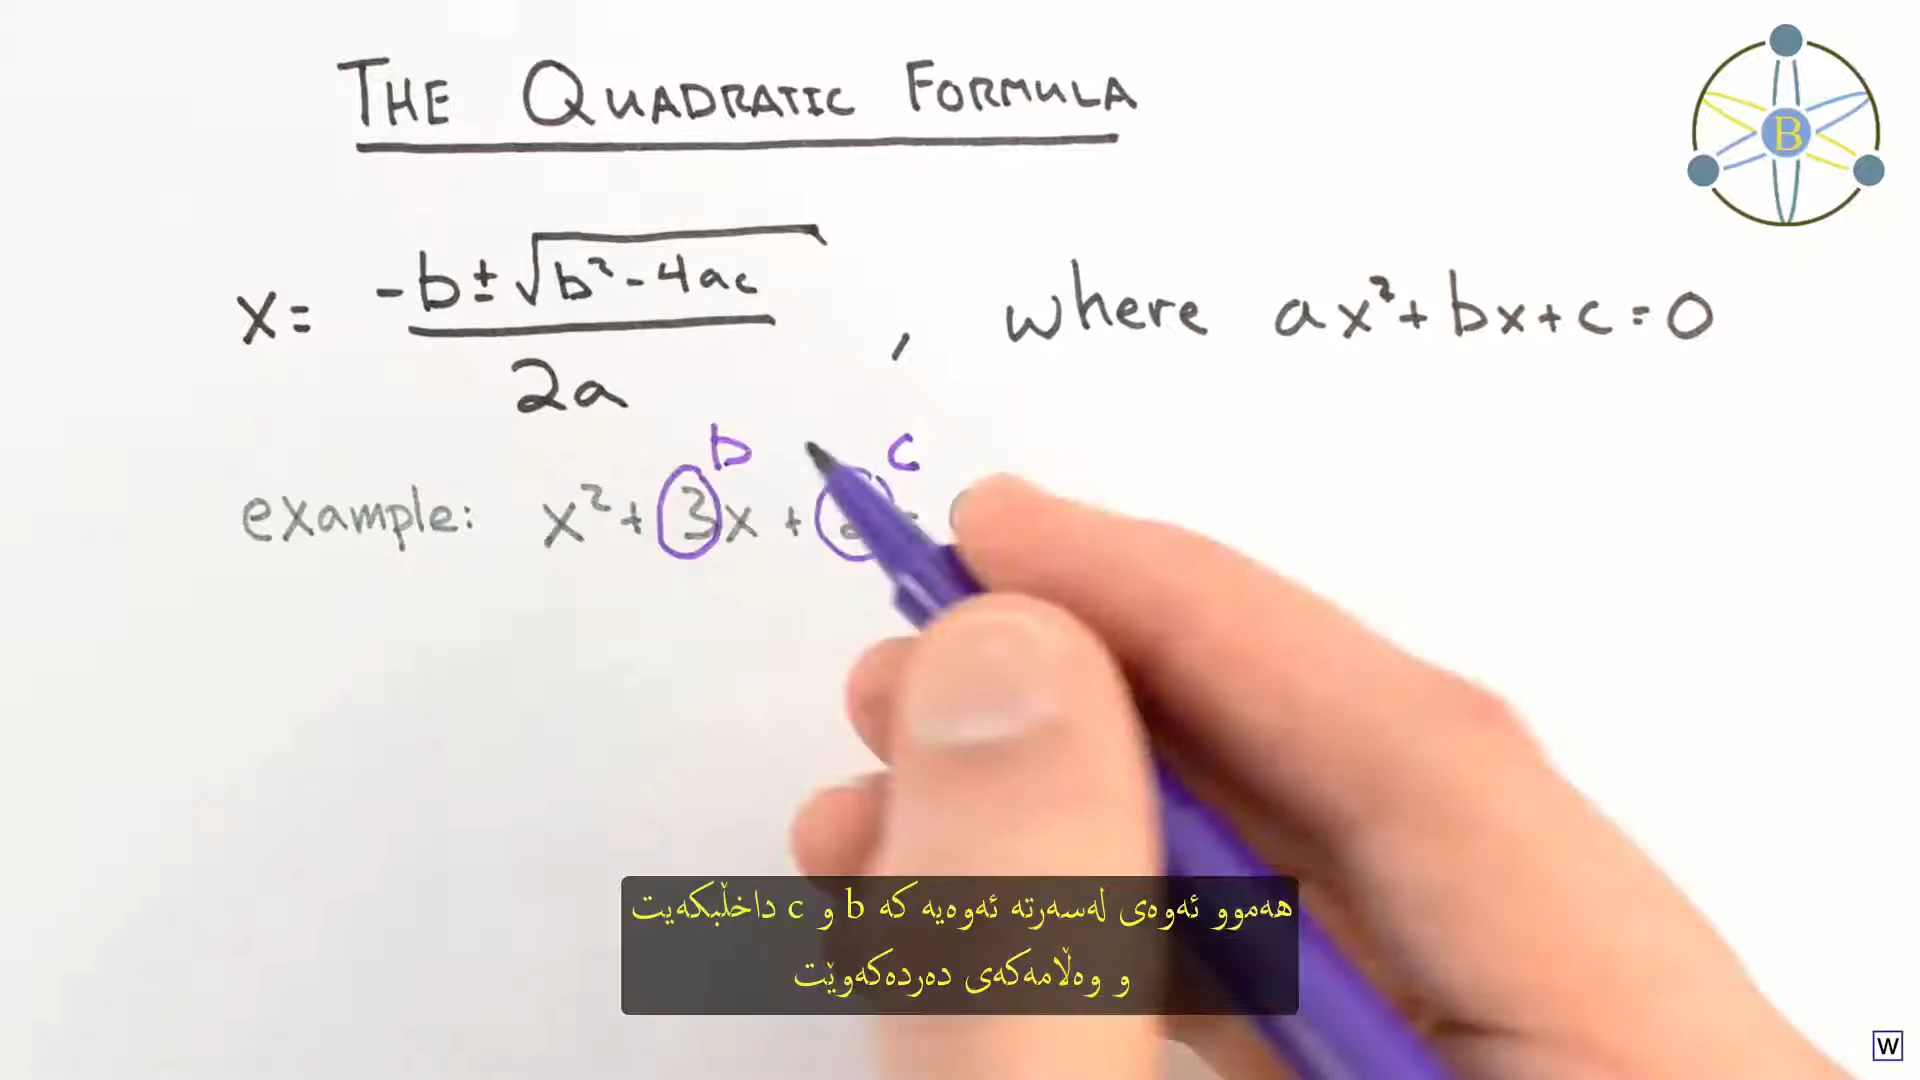 THE QUADRATIC FORMULA
x = -b ± √b² - 4ac / 2a , where ax² + bx + c = 0
b c
example: x² + 3x +
هەموو ئەوەی لەسەرتە ئەوەیە کە b و c داخڵبکەیت
و وەڵامەکەی دەردەکەوێت
B
W